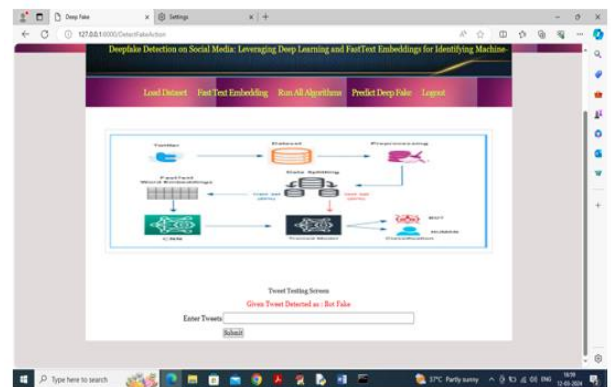 Deep Fake
Settings
127.0.0.1:8000/DetectFakeAction
Deepfake Detection on Social Media: Leveraging Deep Learning and FastText Embeddings for Identifying Machine-
Load Dataset Fast Text Embedding Run All Algorithms Predict Deep Fake Logout
Twitter Dataset Preprocessing
FastText
Word Embeddings
Data Splitting
BOT
HUMAN
CNN Trained Model Classification
Tweet Testing Screen
Given Tweet Detected as : Bot Fake
Enter Tweets
Submit
Type here to search
37°C Partly sunny
ENG
12-03-2024